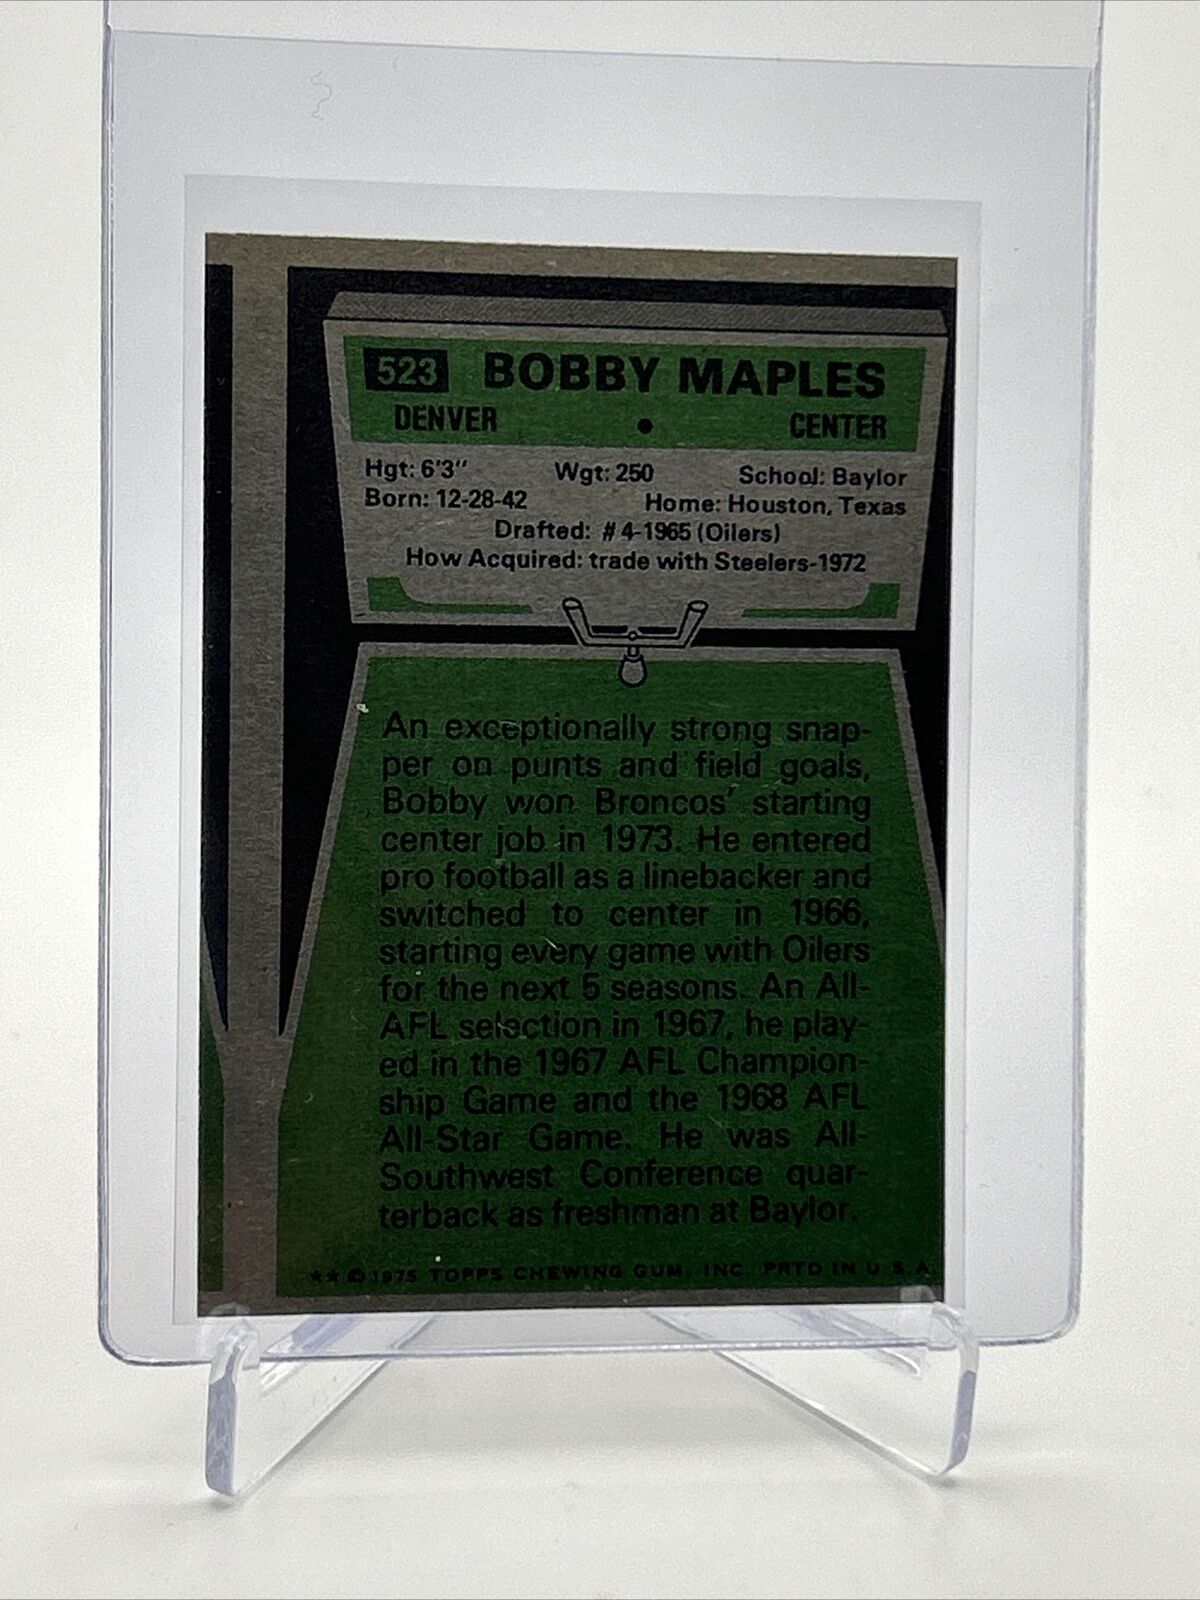 523 BOBBY MAPLES
DENVER • CENTER
Hgt: 6'3" Wgt: 250 School: Baylor
Born: 12-28-42 Home: Houston, Texas
Drafted: #4-1965 (Oilers)
How Acquired: trade with Steelers-1972
An exceptionally strong snap-
per on punts and field goals,
Bobby won Broncos' starting
center job in 1973. He entered
pro football as a linebacker and
switched to center in 1966,
starting every game with Oilers
for the next 5 seasons. An All-
AFL selection in 1967, he play-
ed in the 1967 AFL Champion-
ship Game and the 1968 AFL
All-Star Game. He was All-
Southwest Conference quar-
terback as freshman at Baylor.
★★ © 1975 TOPPS CHEWING GUM, INC. PRTD IN U.S.A.